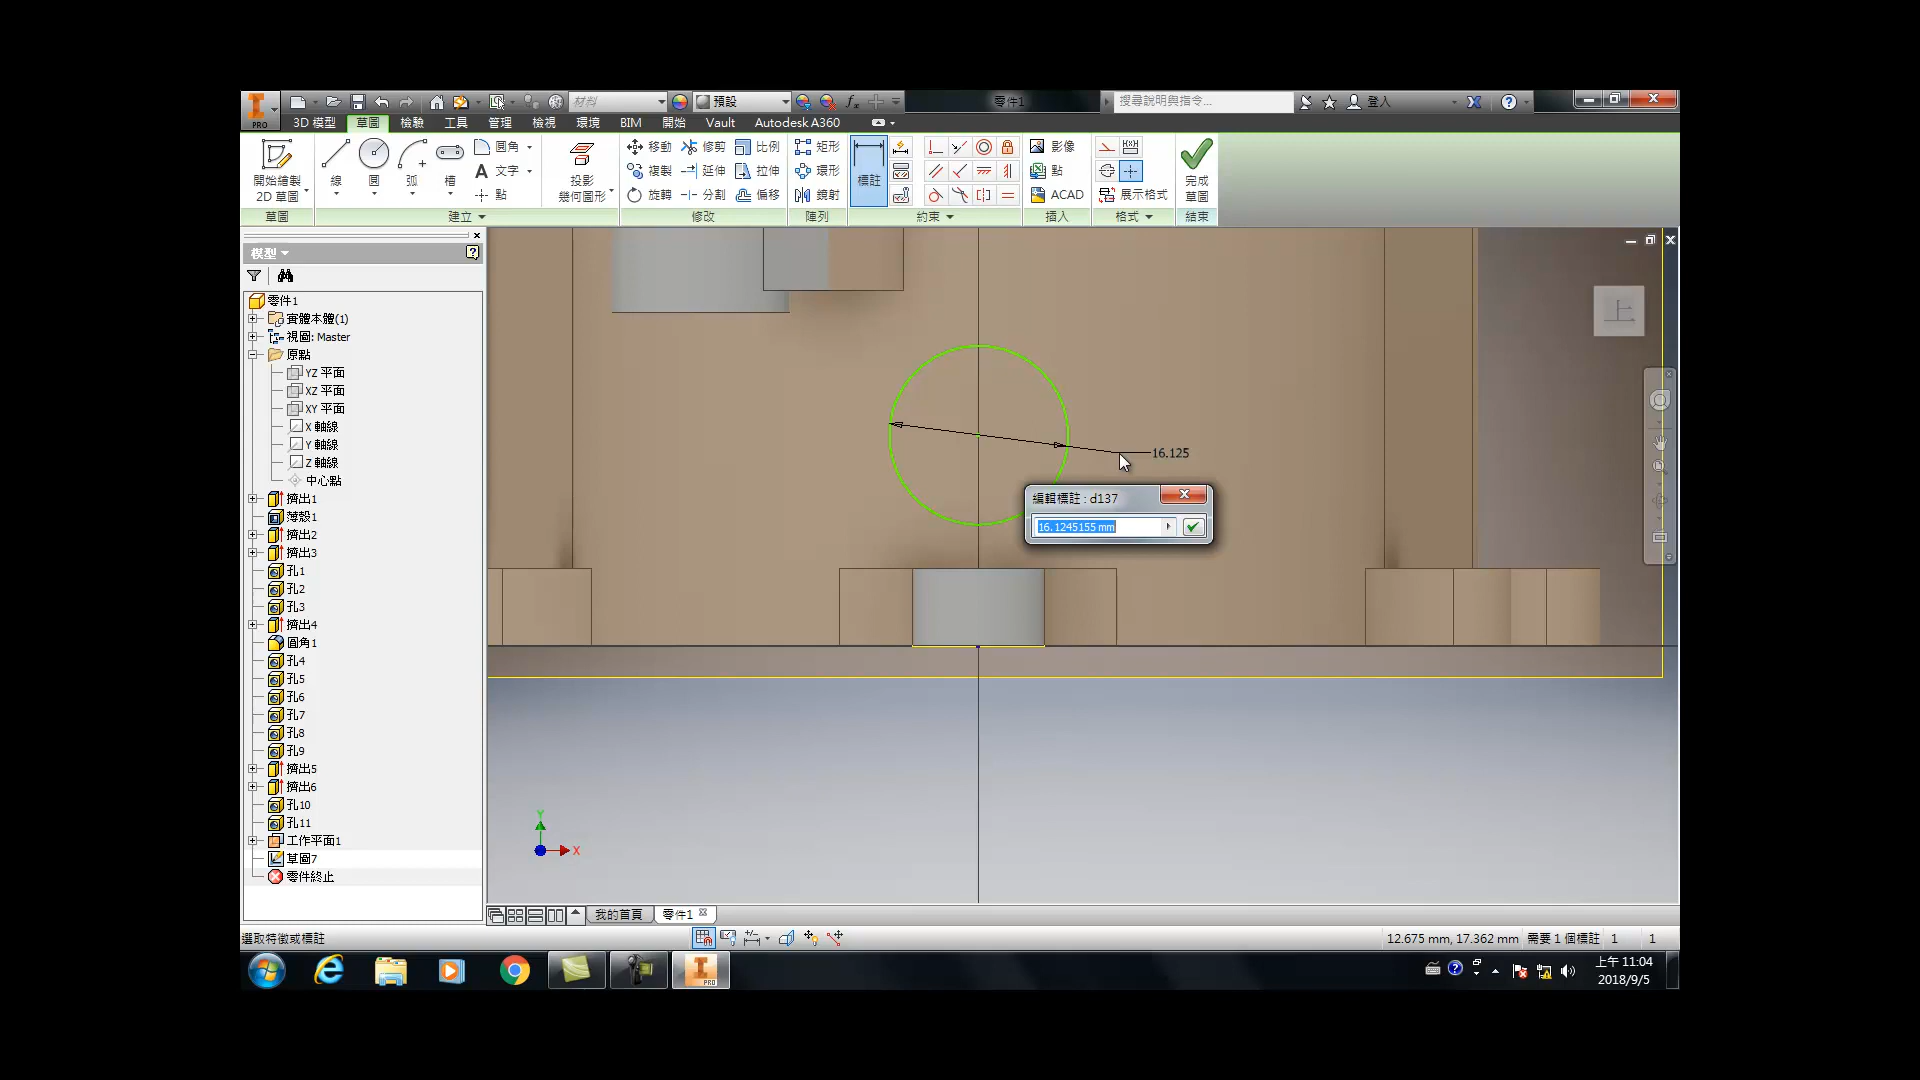 材料
預設
零件1
搜尋說明與指令...
登入
PRO
3D 模型
草圖
檢驗
工具
管理
檢視
環境
BIM
開始
Vault
Autodesk A360
開始繪製
2D 草圖
線
圓
弧
槽
圓角
文字
點
投影
幾何圖形
移動
修剪
比例
複製
延伸
拉伸
旋轉
分割
偏移
矩形
環形
鏡射
標註
影像
點
ACAD
展示格式
完成
草圖
草圖
建立
修改
陣列
約束
插入
格式
結束
模型
零件1
實體本體(1)
視圖: Master
原點
YZ 平面
XZ 平面
XY 平面
X 軸線
Y 軸線
Z 軸線
中心點
擠出1
薄殼1
擠出2
擠出3
孔1
孔2
孔3
擠出4
圓角1
孔4
孔5
孔6
孔7
孔8
孔9
擠出5
擠出6
孔10
孔11
工作平面1
草圖7
零件終止
上
16.125
編輯標註 : d137
16.1245155 mm
Y
X
我的首頁
零件1
選取特徵或標註
12.675 mm, 17.362 mm
需要 1 個標註
1
1
PRO
上午 11:04
2018/9/5